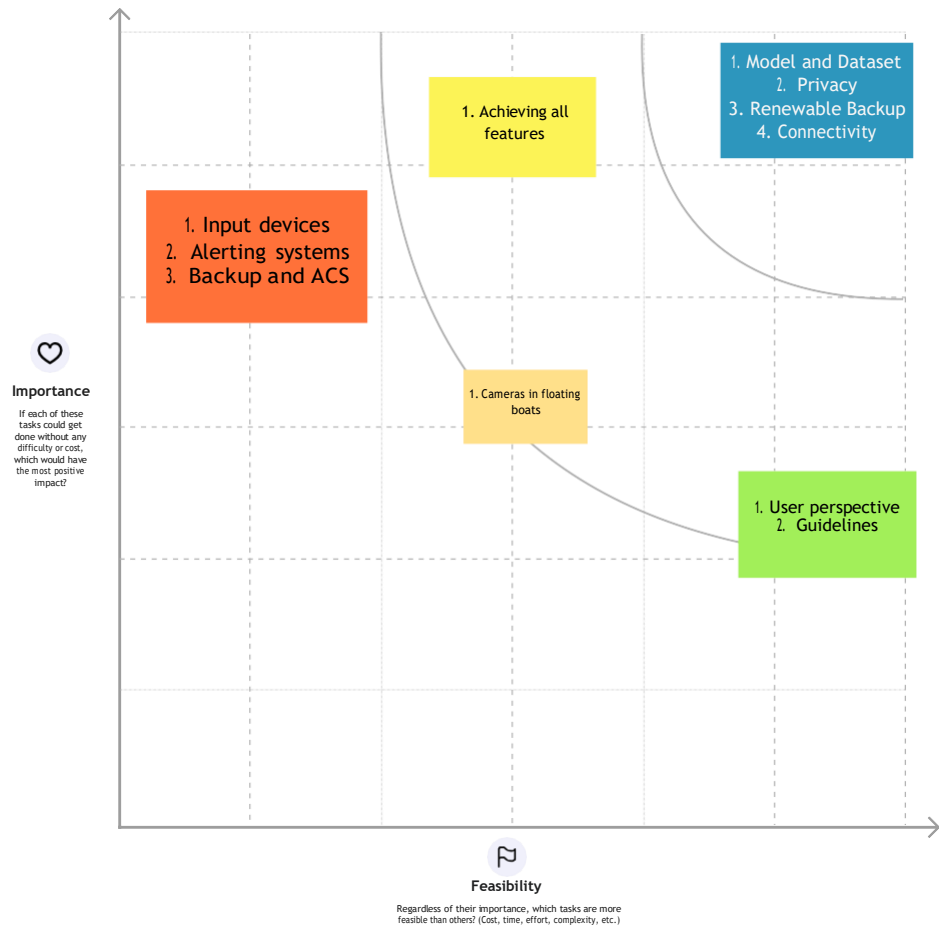 1. Model and Dataset
2. Privacy
3. Renewable Backup
4. Connectivity
1. Achieving all
features
1. Input devices
2. Alerting systems
3. Backup and ACS
Importance
If each of these
tasks could get
done without any
difficulty or cost,
which would have
the most positive
impact?
1. Cameras in floating
boats
1. User perspective
2. Guidelines
Feasibility
Regardless of their importance, which tasks are more
feasible than others? (Cost, time, effort, complexity, etc.)